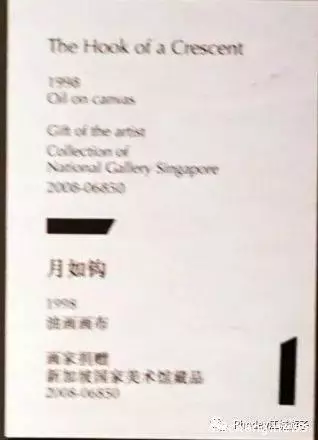 The Hook of a Crescent
1998
Oil on canvas
Gift of the artist
Collection of
National Gallery Singapore
2008-06850
月如钩
1998
油画画布
画家捐赠
新加坡国家美术馆藏品
2008-06850